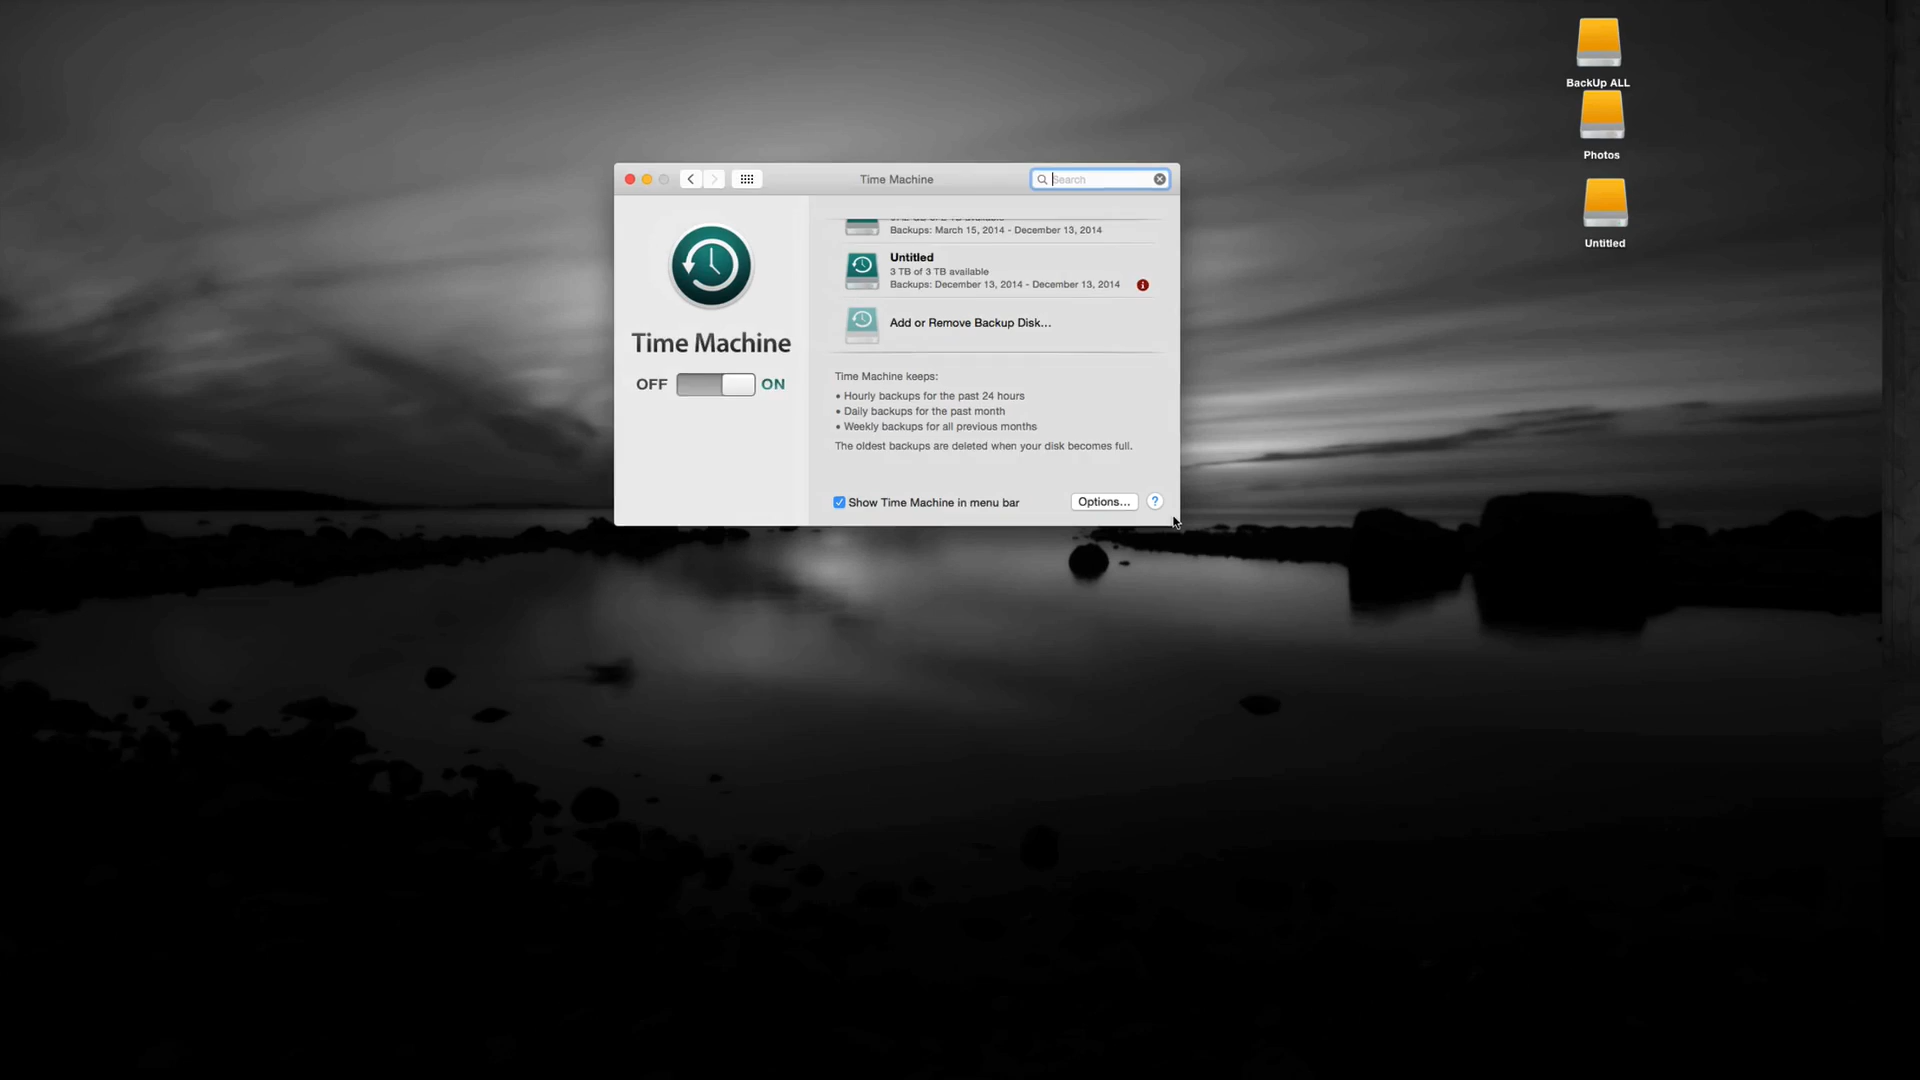 BackUp ALL
Photos
Untitled
Time Machine
Search
Time Machine
OFF
ON
Backups: March 15, 2014 - December 13, 2014
Untitled
3 TB of 3 TB available
Backups: December 13, 2014 - December 13, 2014
Add or Remove Backup Disk...
Time Machine keeps:
• Hourly backups for the past 24 hours
• Daily backups for the past month
• Weekly backups for all previous months
The oldest backups are deleted when your disk becomes full.
Show Time Machine in menu bar
Options...
?